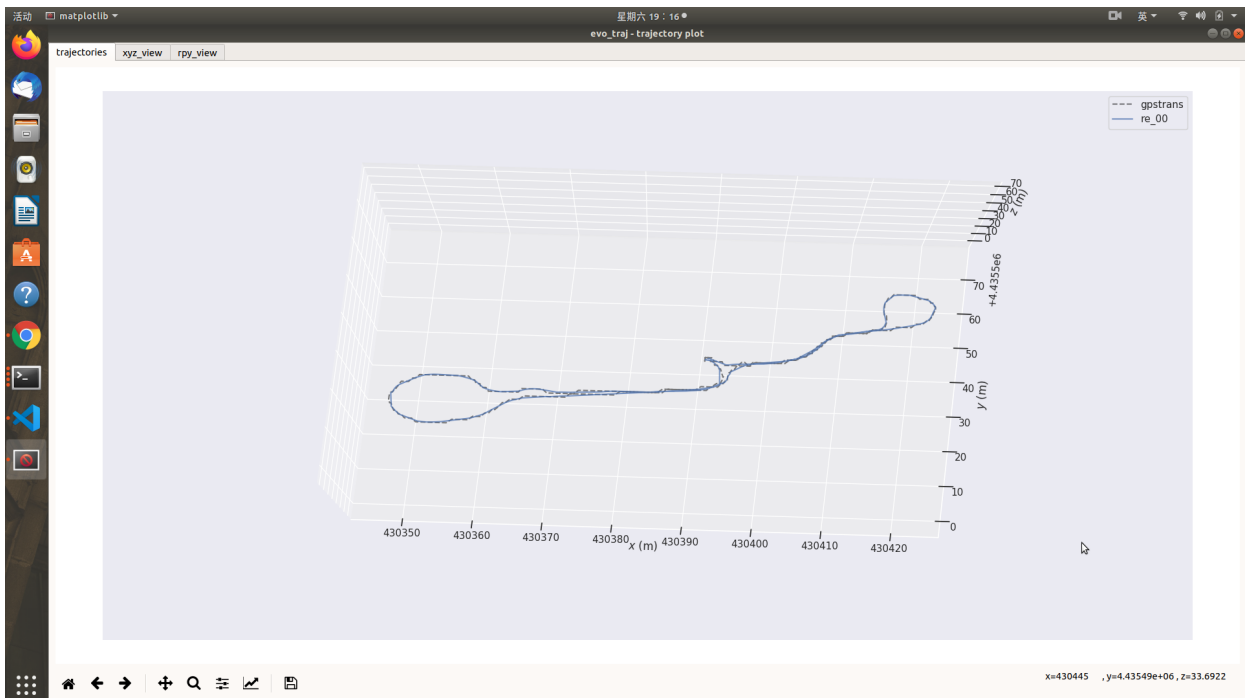 活动 matplotlib 星期六 19：16 英
evo_traj - trajectory plot
trajectories xyz_view rpy_view
gpstrans
re_00
70
60
50
40
30
20
10
0
z (m)
+4.4355e6
70
60
50
40
30
20
10
0
y (m)
430350 430360 430370 430380 430390 430400 430410 430420
x (m)
x=430445 ,y=4.43549e+06,z=33.6922